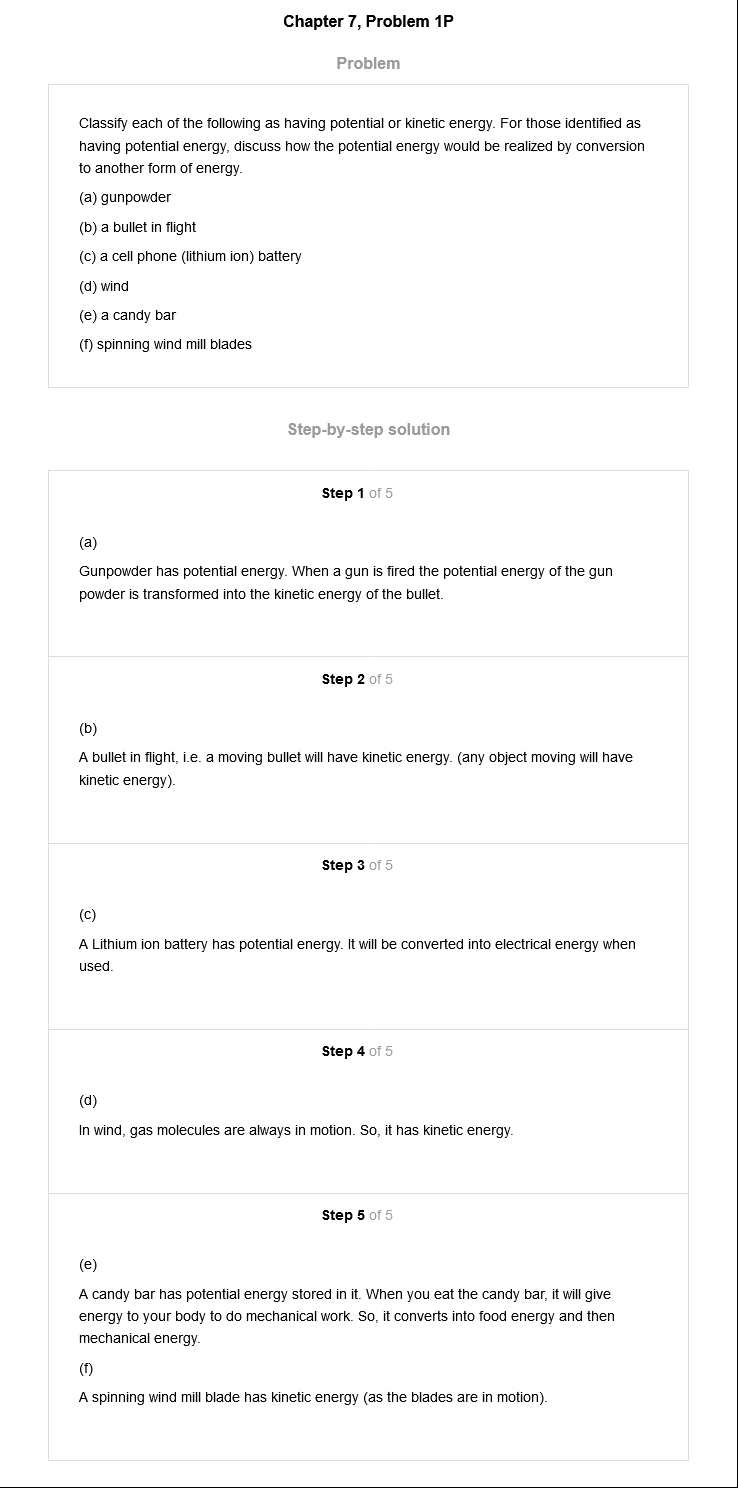 Chapter 7, Problem 1P
Problem
Classify each of the following as having potential or kinetic energy. For those identified as
having potential energy, discuss how the potential energy would be realized by conversion
to another form of energy.
(a) gunpowder
(b) a bullet in flight
(c) a cell phone (lithium ion) battery
(d) wind
(e) a candy bar
(f) spinning wind mill blades
Step-by-step solution
Step 1 of 5
(a)
Gunpowder has potential energy. When a gun is fired the potential energy of the gun
powder is transformed into the kinetic energy of the bullet.
Step 2 of 5
(b)
A bullet in flight, i.e. a moving bullet will have kinetic energy. (any object moving will have
kinetic energy).
Step 3 of 5
(c)
A Lithium ion battery has potential energy. It will be converted into electrical energy when
used.
Step 4 of 5
(d)
In wind, gas molecules are always in motion. So, it has kinetic energy.
Step 5 of 5
(e)
A candy bar has potential energy stored in it. When you eat the candy bar, it will give
energy to your body to do mechanical work. So, it converts into food energy and then
mechanical energy.
(f)
A spinning wind mill blade has kinetic energy (as the blades are in motion).